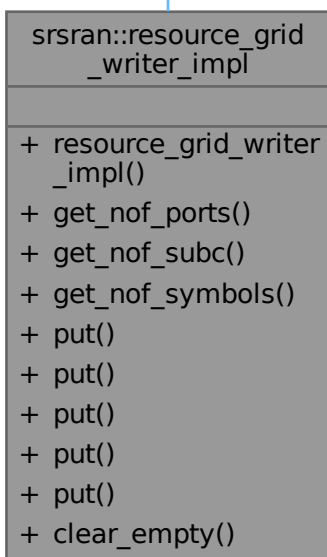 srsran::resource_grid
_writer_impl
+ resource_grid_writer
_impl()
+ get_nof_ports()
+ get_nof_subc()
+ get_nof_symbols()
+ put()
+ put()
+ put()
+ put()
+ put()
+ clear_empty()